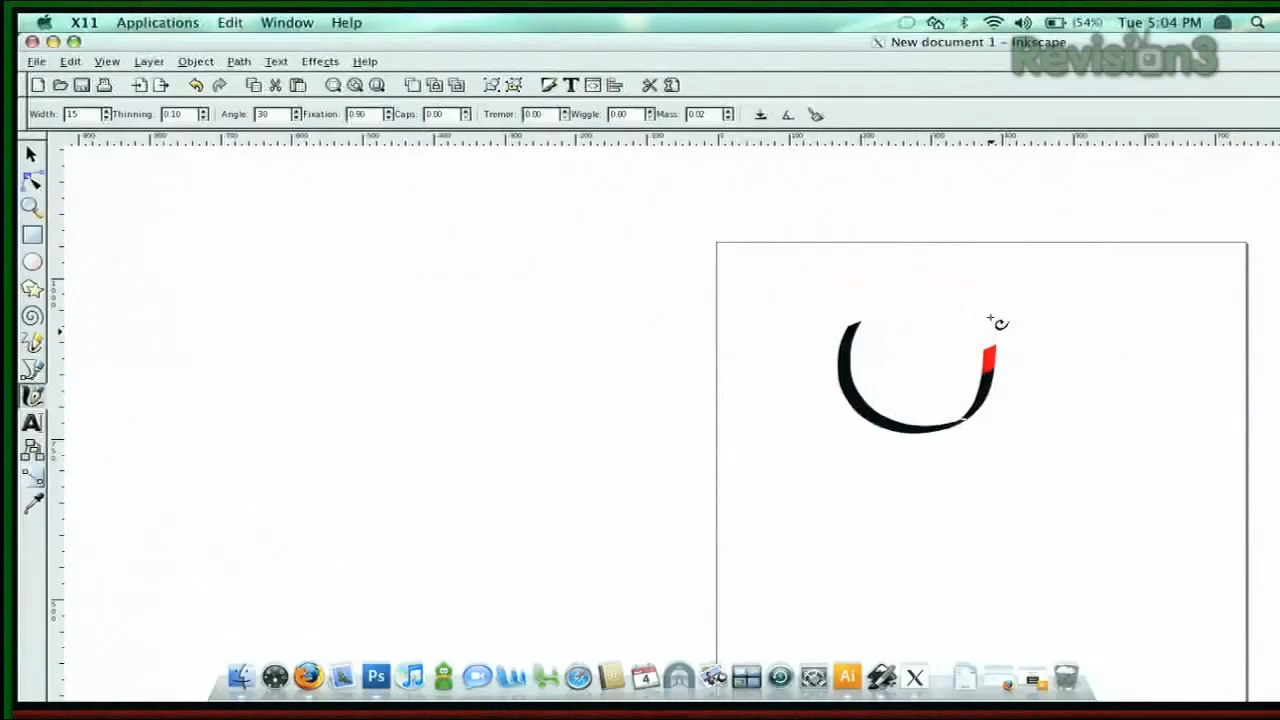 X11 Applications Edit Window Help (54%) Tue 5:04 PM
New document 1 - Inkscape
Revision3
File Edit View Layer Object Path Text Effects Help
Width: 15 Thinning: 0.10 Angle: 30 Fixation: 0.90 Caps: 0.00 Tremor: 0.00 Wiggle: 0.00 Mass: 0.02
Ps 4 Ai X